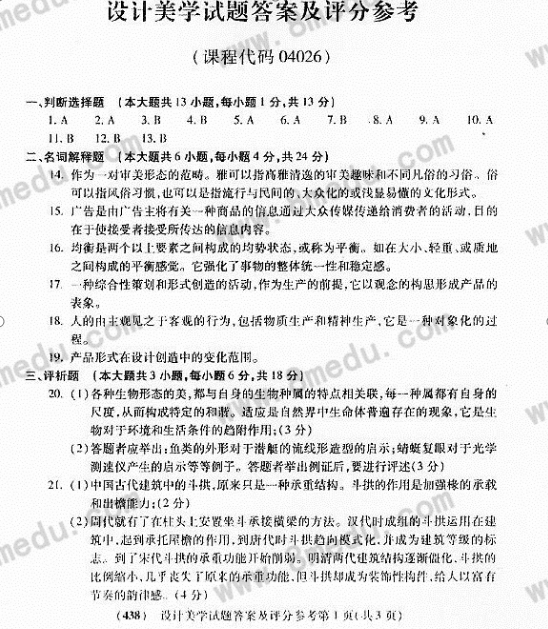 设计美学试题答案及评分参考
(课程代码 04026)
一、判断选择题 (本大题共 13 小题,每小题 1 分,共 13 分)
1. A 2. A 3. B 4. B 5. A 6. A 7. B 8. A 9. A 10. A
11. B 12. B 13. B
二、名词解释题 (本大题共 6 小题,每小题 4 分,共 24 分)
14. 作为一对审美形态的范畴。雅可以指高雅清逸的审美趣味和不同凡俗的习俗。俗
可以指风俗习惯,也可以是指流行与民间的、大众化的或浅显易懂的文化形式。
15. 广告是由广告主将有关一种商品的信息通过大众传媒传递给消费者的活动,目的
在于使接受者接受所传达的信息内容。
16. 均衡是两个以上要素之间构成的均势状态,或称为平衡。如在大小、轻重、或质地
之间构成的平衡感觉。它强化了事物的整体统一性和稳定感。
17. 一种综合性策划和形式创造的活动,作为生产的前提,它以观念的构思形成产品的
表象。
18. 人的由主观见之于客观的行为,包括物质生产和精神生产,它是一种对象化的过
程。
19. 产品形式在设计创造中的变化范围。
三、评析题 (本大题共 3 小题,每小题 6 分,共 18 分)
20. (1)各种生物形态的美,都与自身的生物种属的特点相关联,每一种属都有自身的
尺度,从而构成特定的和谐。适应是自然界中生命体普遍存在的现象,它是生
物对于环境和生活条件的趋附作用;(3 分)
(2)答题者应举出:鱼类的外形对于潜艇的流线形造型的启示;蜻蜓复眼对于光学
测速仪产生的启示等等例子。答题者举出例证后,要进行评述(3 分)
21. (1)中国古代建筑中的斗拱,原来只是一种承重结构。斗拱的作用是加强椽的承载
和出檐能力;(2 分)
(2)周代就有了在柱头上安置坐斗承接横梁的方法。汉代时成组的斗拱运用在建
筑中,起到承托屋檐的作用,到唐代时斗拱趋向模式化,并成为建筑等级的标
志。到了宋代斗拱的承重功能开始削弱。明清两代建筑结构逐渐僵化,斗拱的
比例缩小,几乎丧失了原来的承重功能,但斗拱却成为装饰性构件,给人以富有
节奏的韵律感。(4 分)
(438) 设计美学试题答案及评分参考第 1 页(共 3 页)